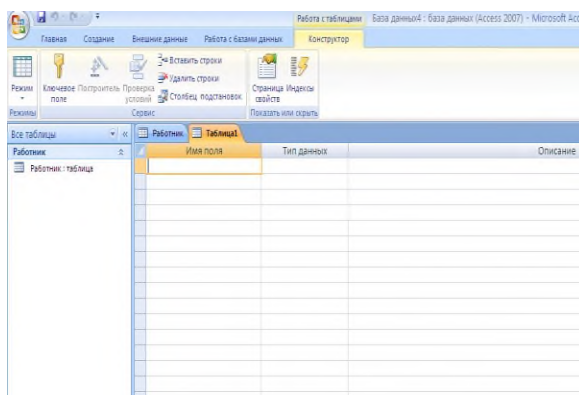 Работа с таблицами База данных4 : база данных (Access 2007) - Microsoft Acc
Главная Создание Внешние данные Работа с базами данных Конструктор
Режим
Ключевое поле
Построитель
Проверка условий
Вставить строки
Удалить строки
Столбец подстановок
Страница свойств
Индексы
Режимы Сервис Показать или скрыть
Все таблицы Работник Таблица1
Работник Имя поля Тип данных Описание
Работник : таблица